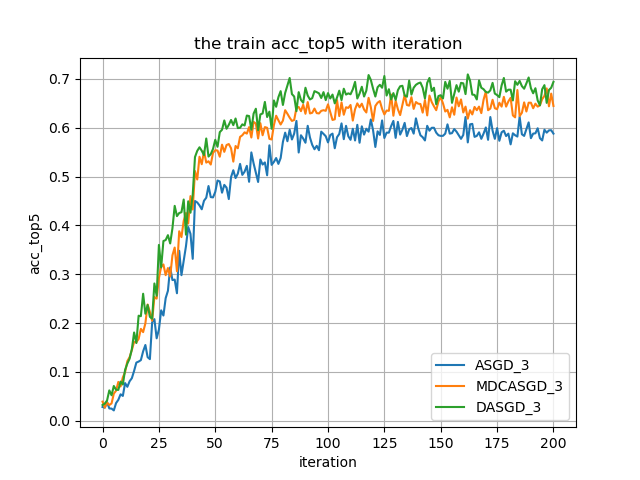 the train acc_top5 with iteration
acc_top5
0.7
0.6
0.5
0.4
0.3
0.2
0.1
0.0
0 25 50 75 100 125 150 175 200
iteration
ASGD_3
MDCASGD_3
DASGD_3